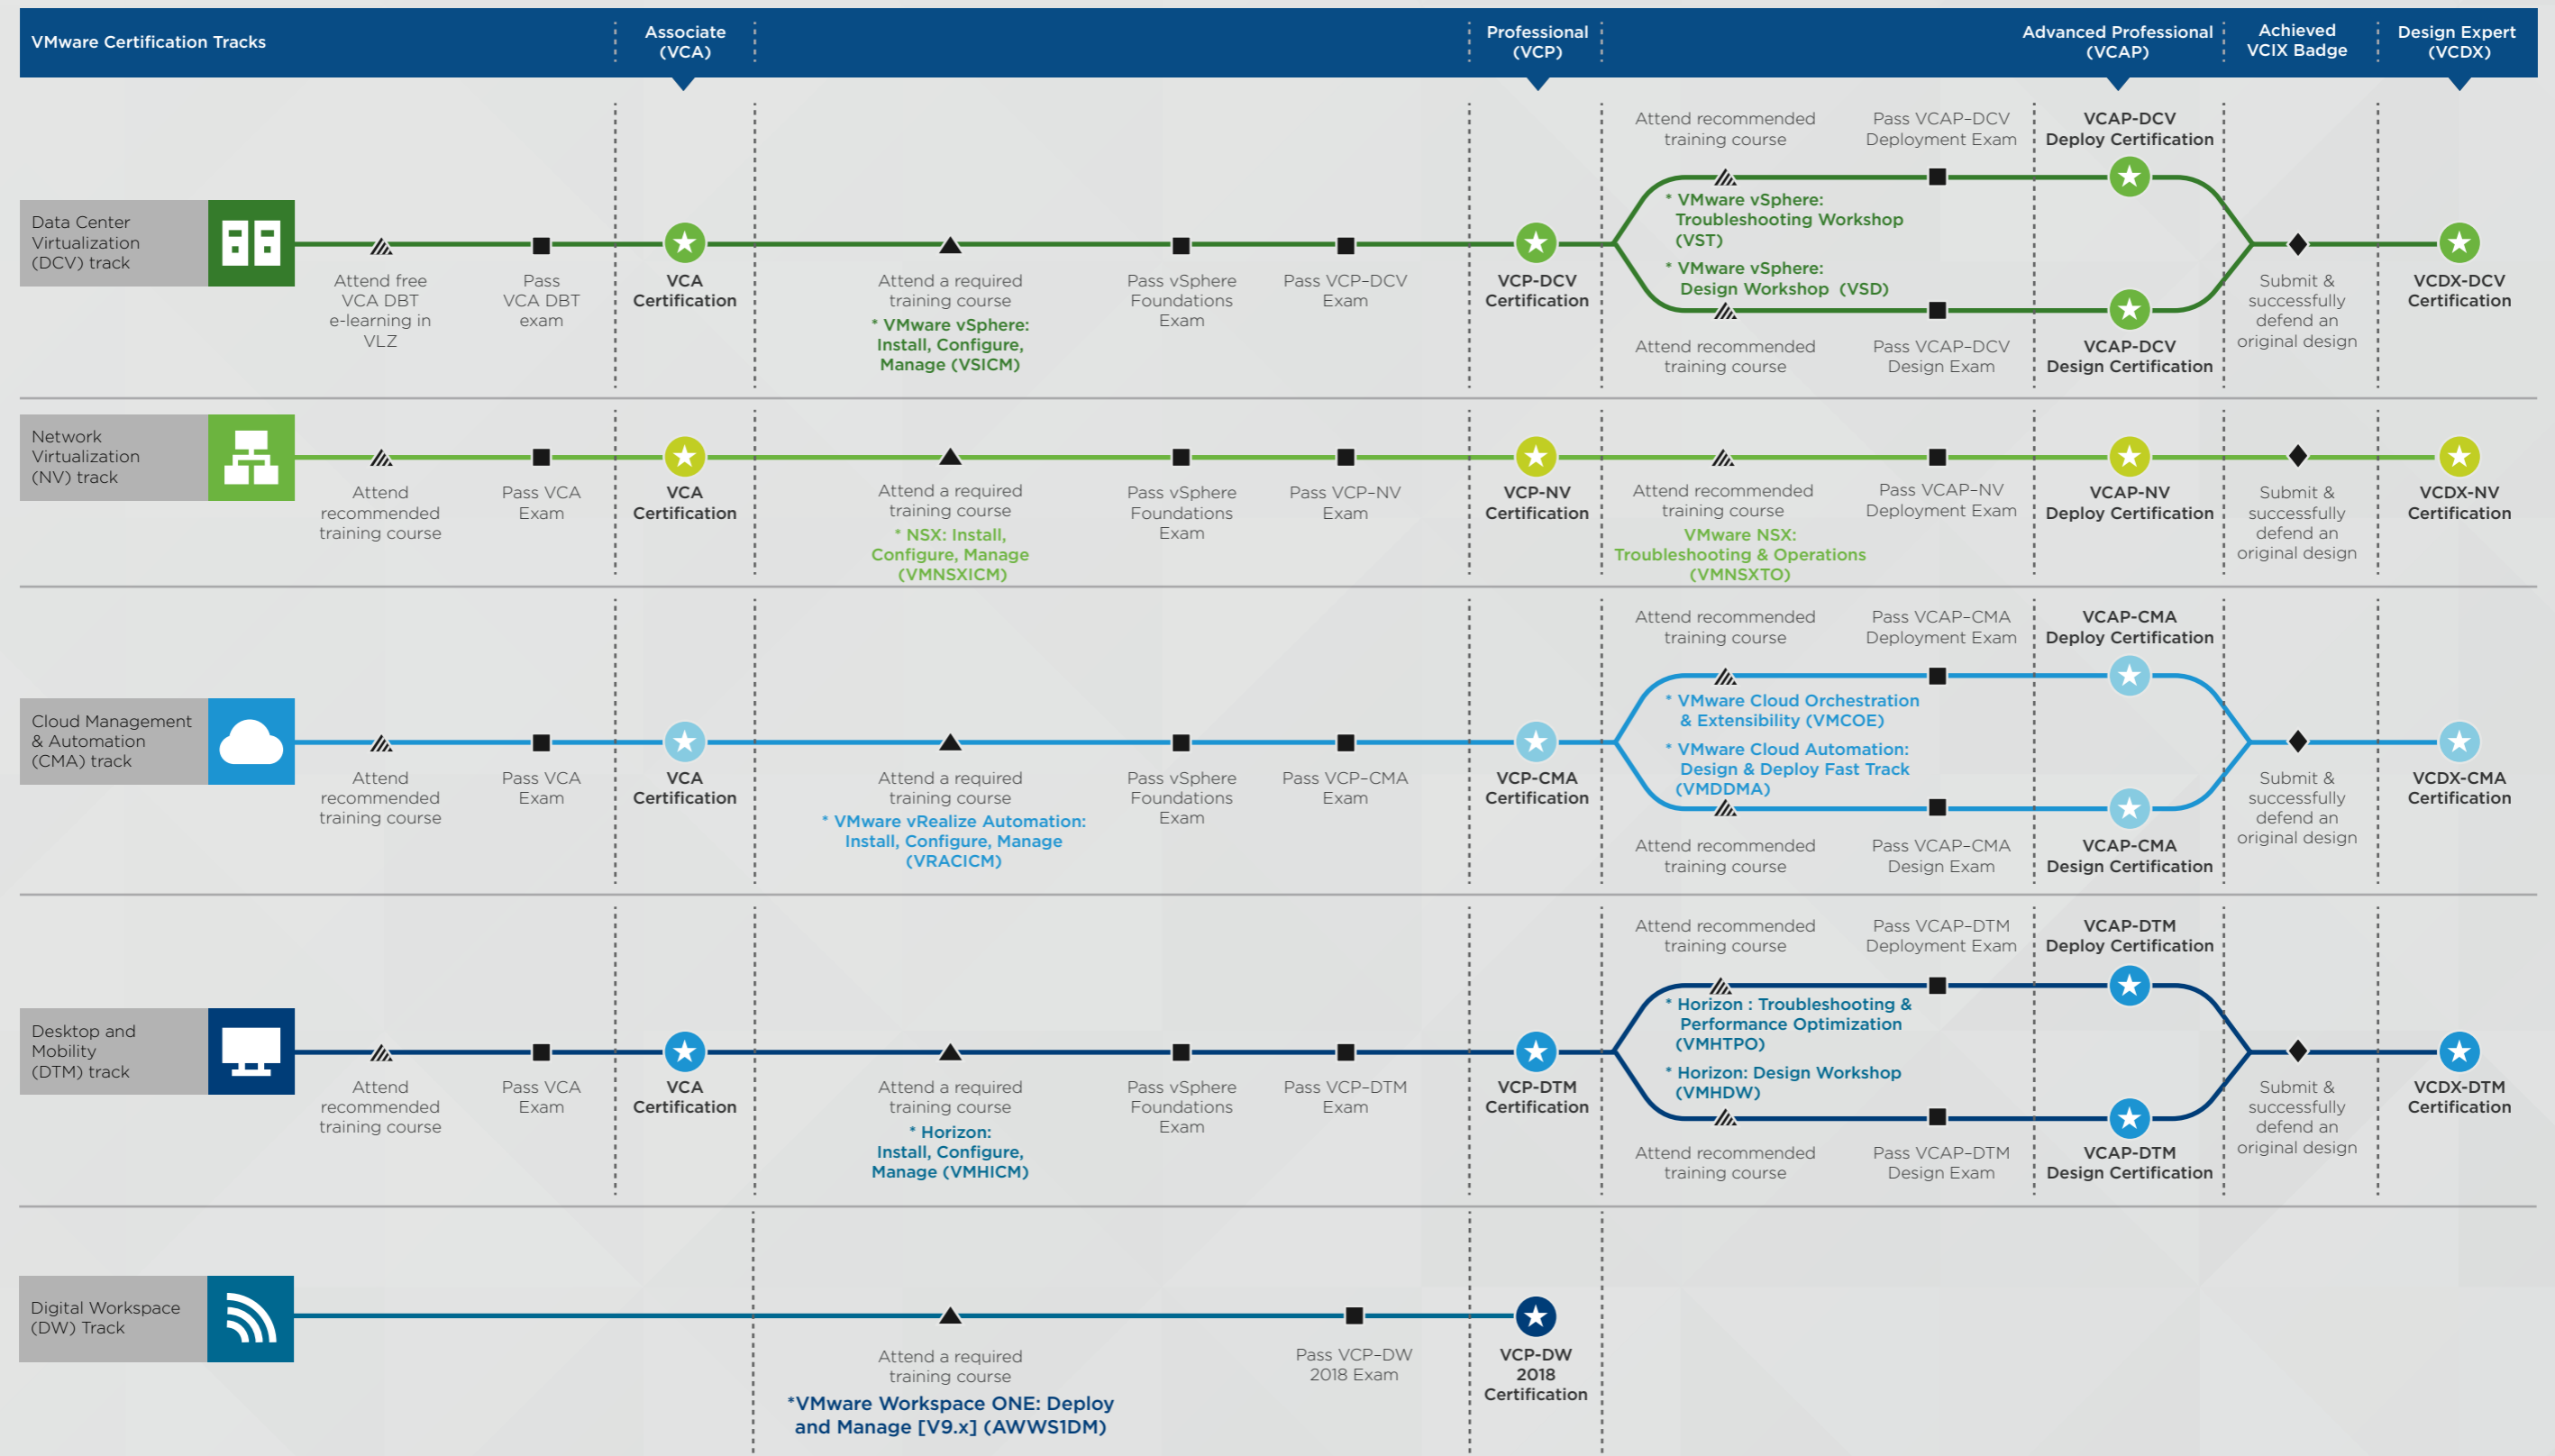 VMware Certification Tracks
Associate
(VCA)
Professional
(VCP)
Advanced Professional
(VCAP)
Achieved
VCIX Badge
Design Expert
(VCDX)
Data Center
Virtualization
(DCV) track
Attend free
VCA DBT
e-learning in
VLZ
Pass
VCA DBT
exam
VCA
Certification
Attend a required
training course
* VMware vSphere:
Install, Configure,
Manage (VSICM)
Pass vSphere
Foundations
Exam
Pass VCP–DCV
Exam
VCP-DCV
Certification
Attend recommended
training course
Pass VCAP–DCV
Deployment Exam
VCAP-DCV
Deploy Certification
* VMware vSphere:
Troubleshooting Workshop
(VST)
* VMware vSphere:
Design Workshop (VSD)
Attend recommended
training course
Pass VCAP–DCV
Design Exam
VCAP-DCV
Design Certification
Submit &
successfully
defend an
original design
VCDX-DCV
Certification
Network
Virtualization
(NV) track
Attend
recommended
training course
Pass VCA
Exam
VCA
Certification
Attend a required
training course
* NSX: Install,
Configure, Manage
(VMNSXICM)
Pass vSphere
Foundations
Exam
Pass VCP–NV
Exam
VCP-NV
Certification
Attend recommended
training course
VMware NSX:
Troubleshooting & Operations
(VMNSXTO)
Pass VCAP–NV
Deployment Exam
VCAP-NV
Deploy Certification
Submit &
successfully
defend an
original design
VCDX-NV
Certification
Cloud Management
& Automation
(CMA) track
Attend
recommended
training course
Pass VCA
Exam
VCA
Certification
Attend a required
training course
* VMware vRealize Automation:
Install, Configure, Manage
(VRACICM)
Pass vSphere
Foundations
Exam
Pass VCP–CMA
Exam
VCP-CMA
Certification
Attend recommended
training course
Pass VCAP–CMA
Deployment Exam
VCAP-CMA
Deploy Certification
* VMware Cloud Orchestration
& Extensibility (VMCOE)
* VMware Cloud Automation:
Design & Deploy Fast Track
(VMDDMA)
Attend recommended
training course
Pass VCAP–CMA
Design Exam
VCAP-CMA
Design Certification
Submit &
successfully
defend an
original design
VCDX-CMA
Certification
Desktop and
Mobility
(DTM) track
Attend
recommended
training course
Pass VCA
Exam
VCA
Certification
Attend a required
training course
* Horizon:
Install, Configure,
Manage (VMHICM)
Pass vSphere
Foundations
Exam
Pass VCP–DTM
Exam
VCP-DTM
Certification
Attend recommended
training course
Pass VCAP–DTM
Deployment Exam
VCAP-DTM
Deploy Certification
* Horizon : Troubleshooting &
Performance Optimization
(VMHTPO)
* Horizon: Design Workshop
(VMHDW)
Attend recommended
training course
Pass VCAP–DTM
Design Exam
VCAP-DTM
Design Certification
Submit &
successfully
defend an
original design
VCDX-DTM
Certification
Digital Workspace
(DW) Track
Attend a required
training course
*VMware Workspace ONE: Deploy
and Manage [V9.x] (AWWS1DM)
Pass VCP–DW
2018 Exam
VCP-DW
2018
Certification